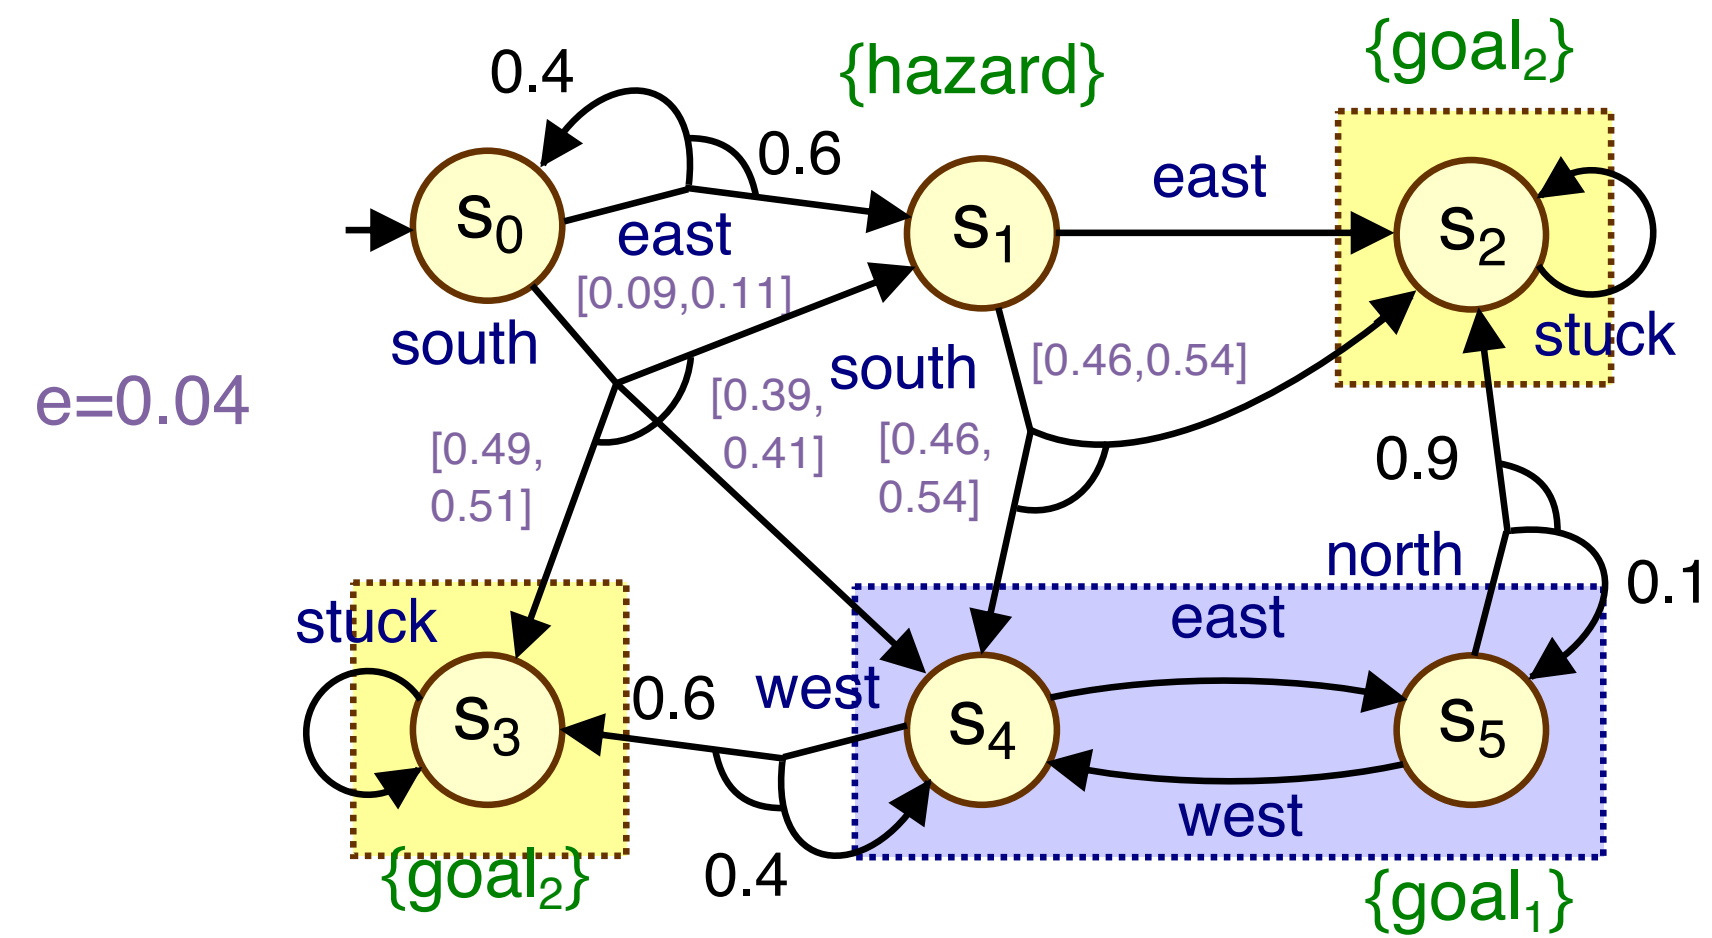 0.4
{hazard}
{goal₂}
0.6
east
s₀
s₁
s₂
east
[0.09,0.11]
south
south
[0.46,0.54]
stuck
e=0.04
[0.39,
0.41]
[0.49,
0.51]
[0.46,
0.54]
0.9
north
0.1
stuck
east
0.6
west
s₃
s₄
s₅
west
0.4
{goal₂}
{goal₁}